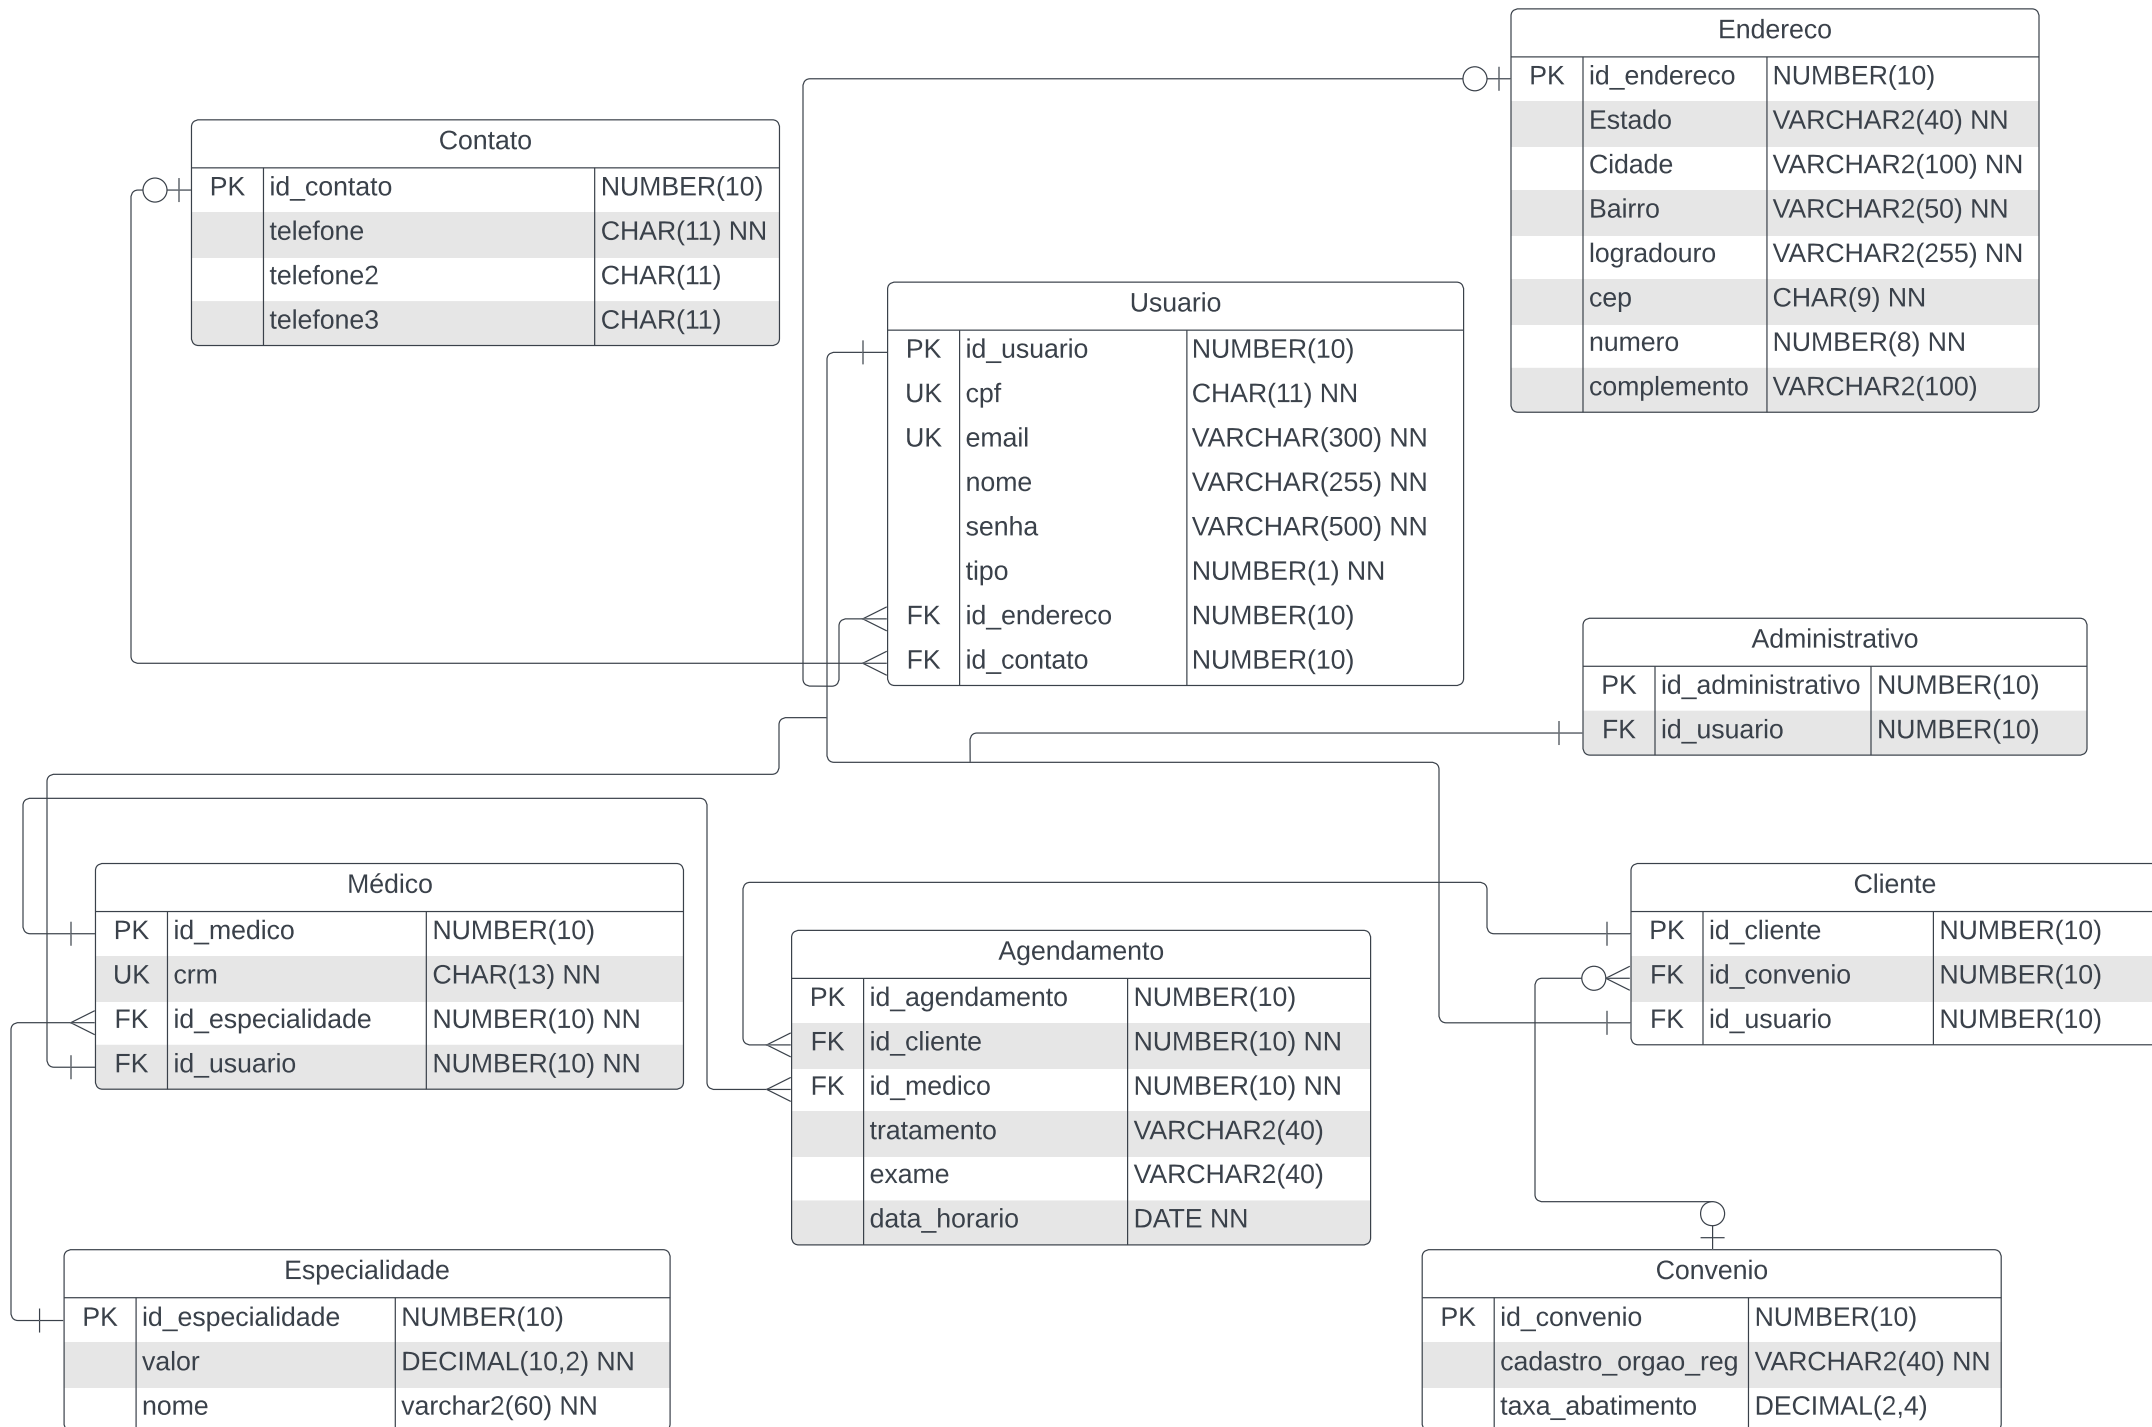 Endereco
PK id_endereco NUMBER(10)
Estado VARCHAR2(40) NN
Cidade VARCHAR2(100) NN
Bairro VARCHAR2(50) NN
logradouro VARCHAR2(255) NN
cep CHAR(9) NN
numero NUMBER(8) NN
complemento VARCHAR2(100)
Contato
PK id_contato NUMBER(10)
telefone CHAR(11) NN
telefone2 CHAR(11)
telefone3 CHAR(11)
Usuario
PK id_usuario NUMBER(10)
UK cpf CHAR(11) NN
UK email VARCHAR(300) NN
nome VARCHAR(255) NN
senha VARCHAR(500) NN
tipo NUMBER(1) NN
FK id_endereco NUMBER(10)
FK id_contato NUMBER(10)
Administrativo
PK id_administrativo NUMBER(10)
FK id_usuario NUMBER(10)
Médico
PK id_medico NUMBER(10)
UK crm CHAR(13) NN
FK id_especialidade NUMBER(10) NN
FK id_usuario NUMBER(10) NN
Agendamento
PK id_agendamento NUMBER(10)
FK id_cliente NUMBER(10) NN
FK id_medico NUMBER(10) NN
tratamento VARCHAR2(40)
exame VARCHAR2(40)
data_horario DATE NN
Cliente
PK id_cliente NUMBER(10)
FK id_convenio NUMBER(10)
FK id_usuario NUMBER(10)
Especialidade
PK id_especialidade NUMBER(10)
valor DECIMAL(10,2) NN
nome varchar2(60) NN
Convenio
PK id_convenio NUMBER(10)
cadastro_orgao_reg VARCHAR2(40) NN
taxa_abatimento DECIMAL(2,4)